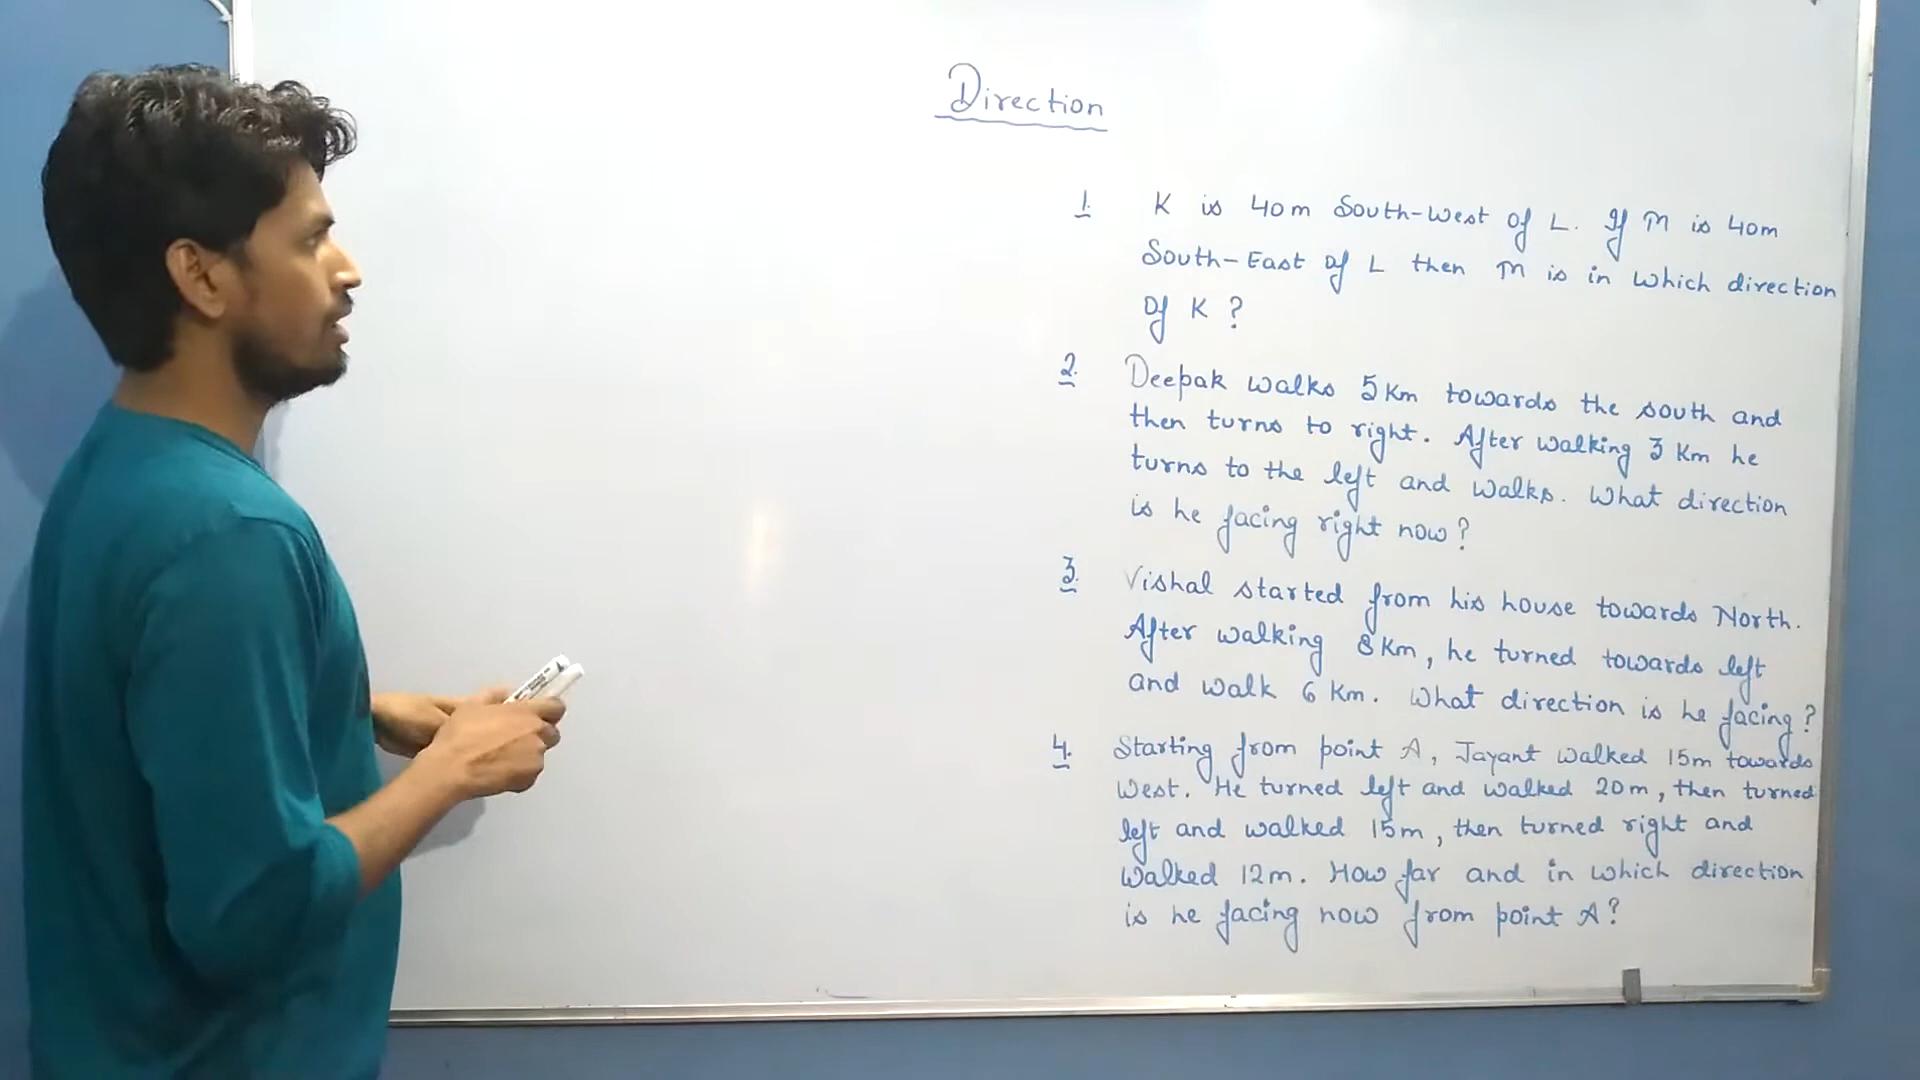 Direction
1. K is 40m South-West of L. If M is 40m
South-East of L then M is in which direction
of K ?
2. Deepak walks 5 Km towards the south and
then turns to right. After walking 3 Km he
turns to the left and walks. What direction
is he facing right now?
3. Vishal started from his house towards North.
After walking 8 Km, he turned towards left
and walk 6 Km. What direction is he facing?
4. Starting from point A, Jayant walked 15m towards
West. He turned left and walked 20m, then turned
left and walked 15m, then turned right and
walked 12m. How far and in which direction
is he facing now from point A?